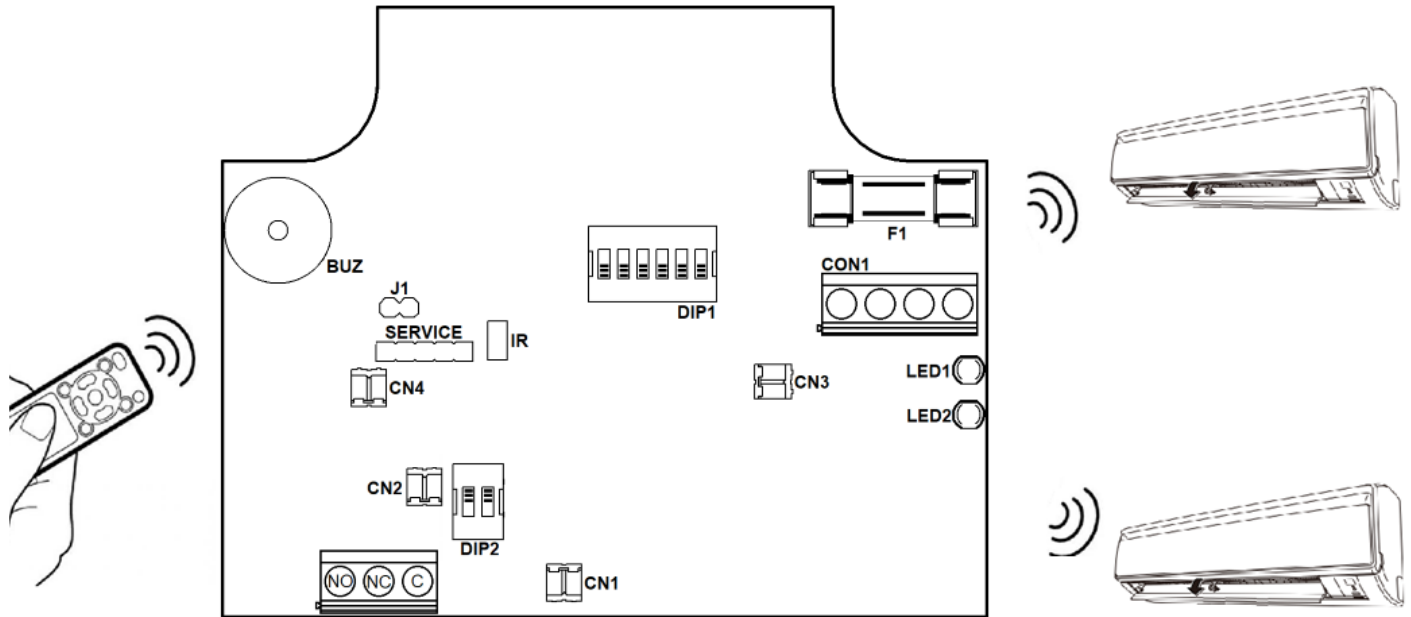 BUZ
F1
CON1
J1
DIP1
SERVICE
IR
CN4
CN3
LED1
LED2
CN2
DIP2
CN1
NO NC C